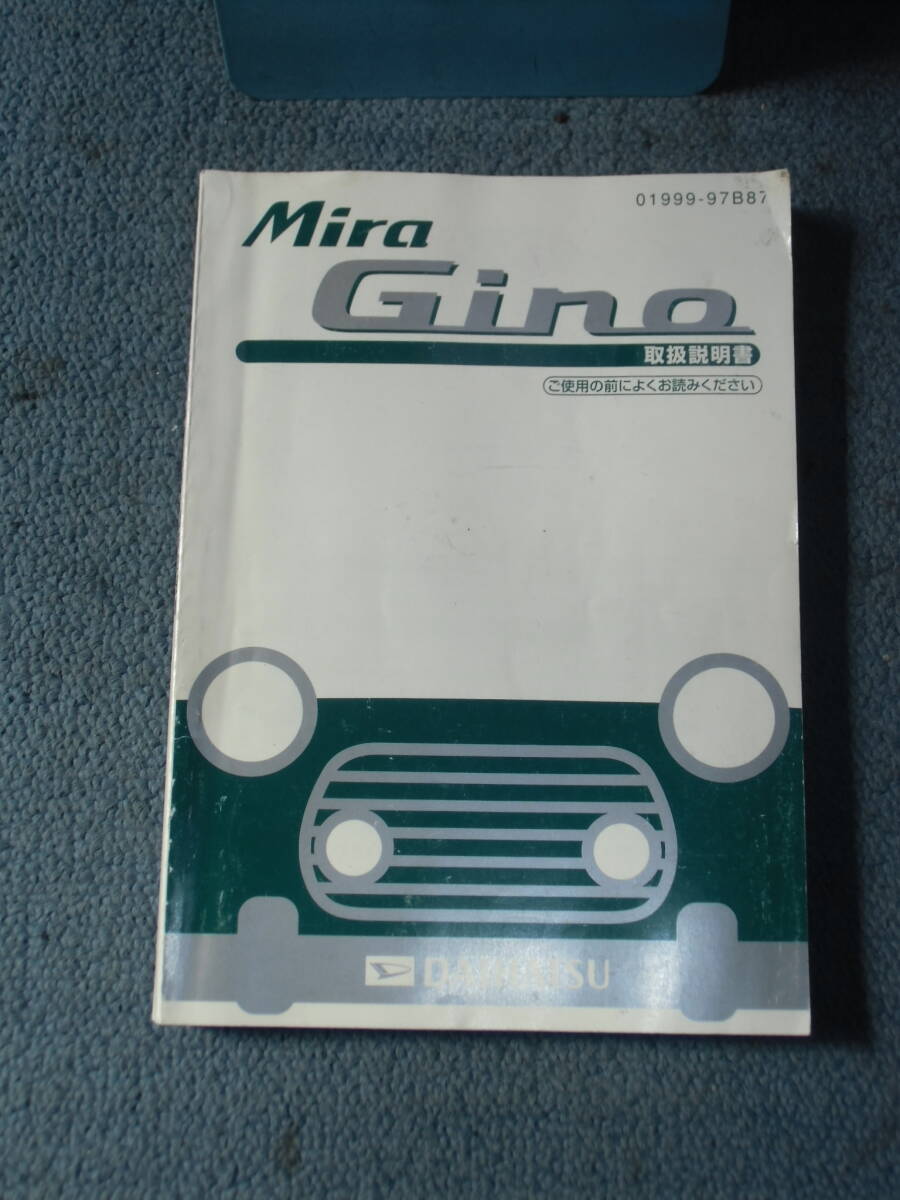 01999-97B87
Mira
Gino
取扱説明書
ご使用の前によくお読みください
DAIHATSU